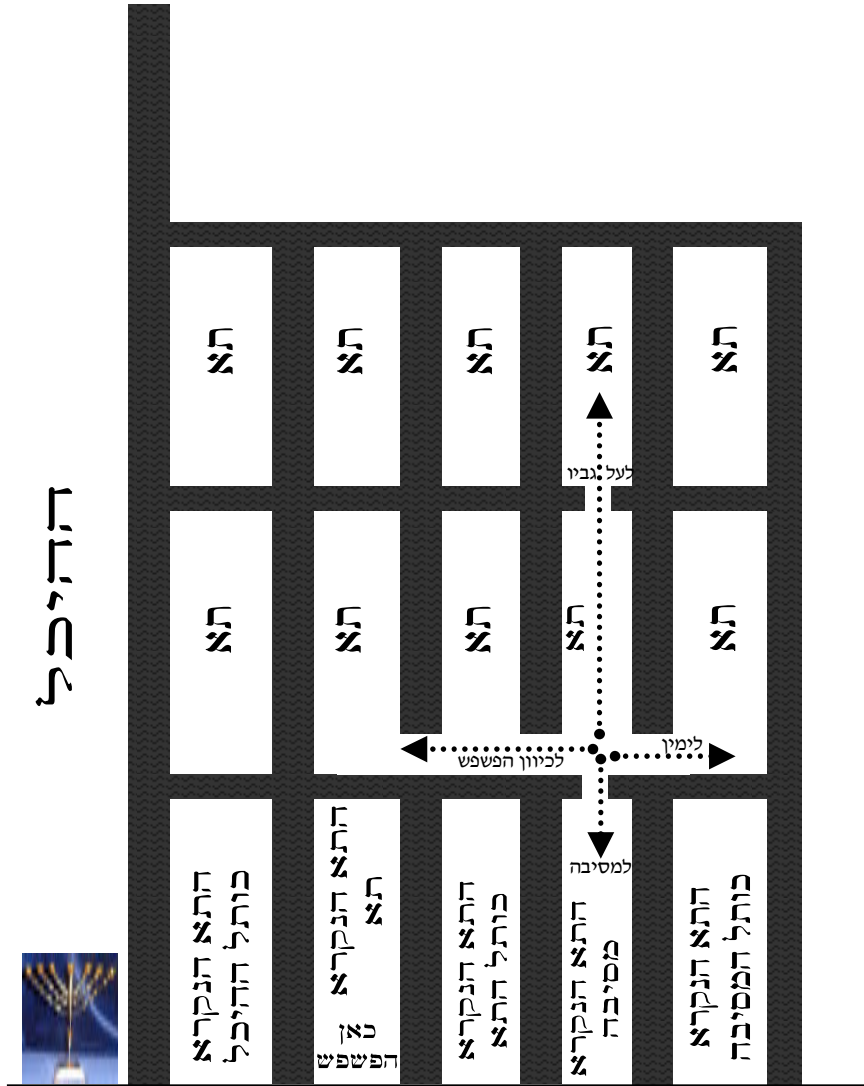 תא
תא
תא
תא
תא
לעל גביו
ההיכל
תא
תא
תא
תא
תא
לימין
לכיוון הפשפש
למסיבה
התא הנקרא
כותל המסיבה
התא הנקרא
מסיבה
התא הנקרא
כותל התא
התא הנקרא
תא
כאן
הפשפש
התא הנקרא
כותל ההיכל